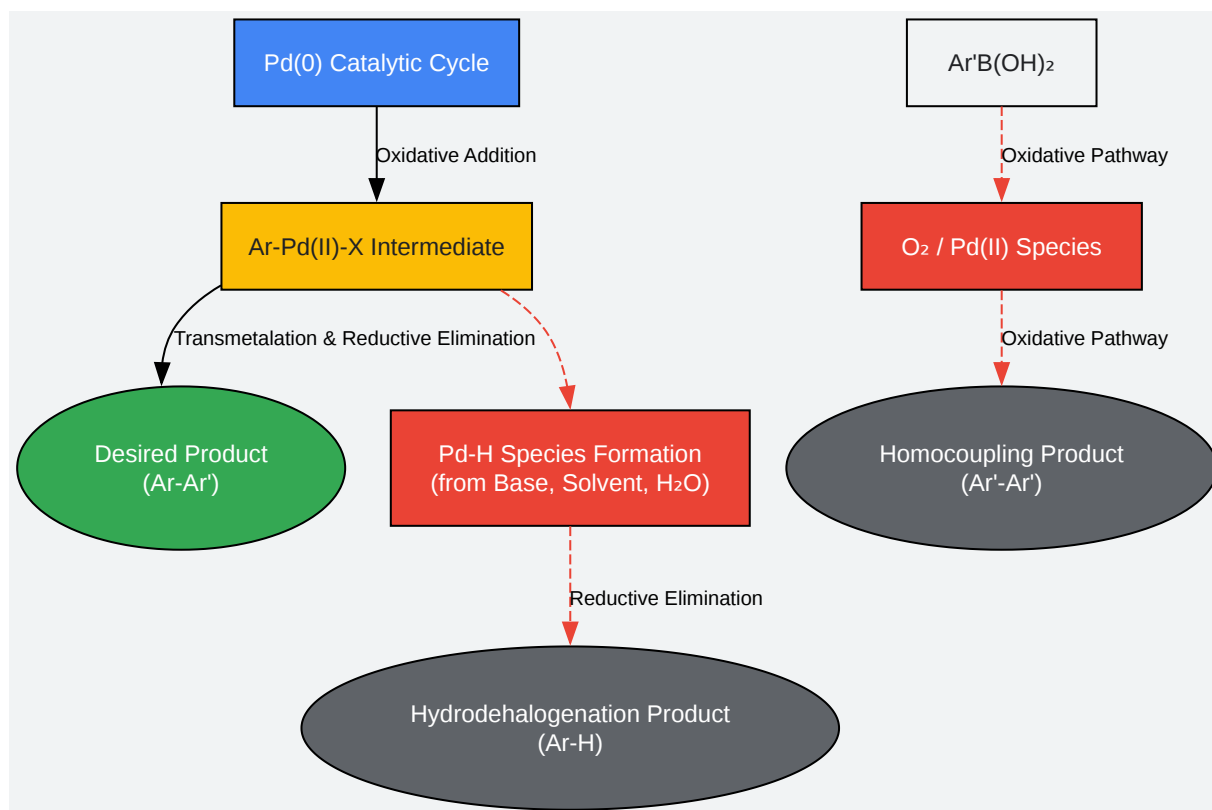 Pd(0) Catalytic Cycle
Ar'B(OH)₂
Oxidative Addition
Oxidative Pathway
Ar-Pd(II)-X Intermediate
O₂ / Pd(II) Species
Transmetalation & Reductive Elimination
Oxidative Pathway
Desired Product
(Ar-Ar')
Pd-H Species Formation
(from Base, Solvent, H₂O)
Homocoupling Product
(Ar'-Ar')
Reductive Elimination
Hydrodehalogenation Product
(Ar-H)